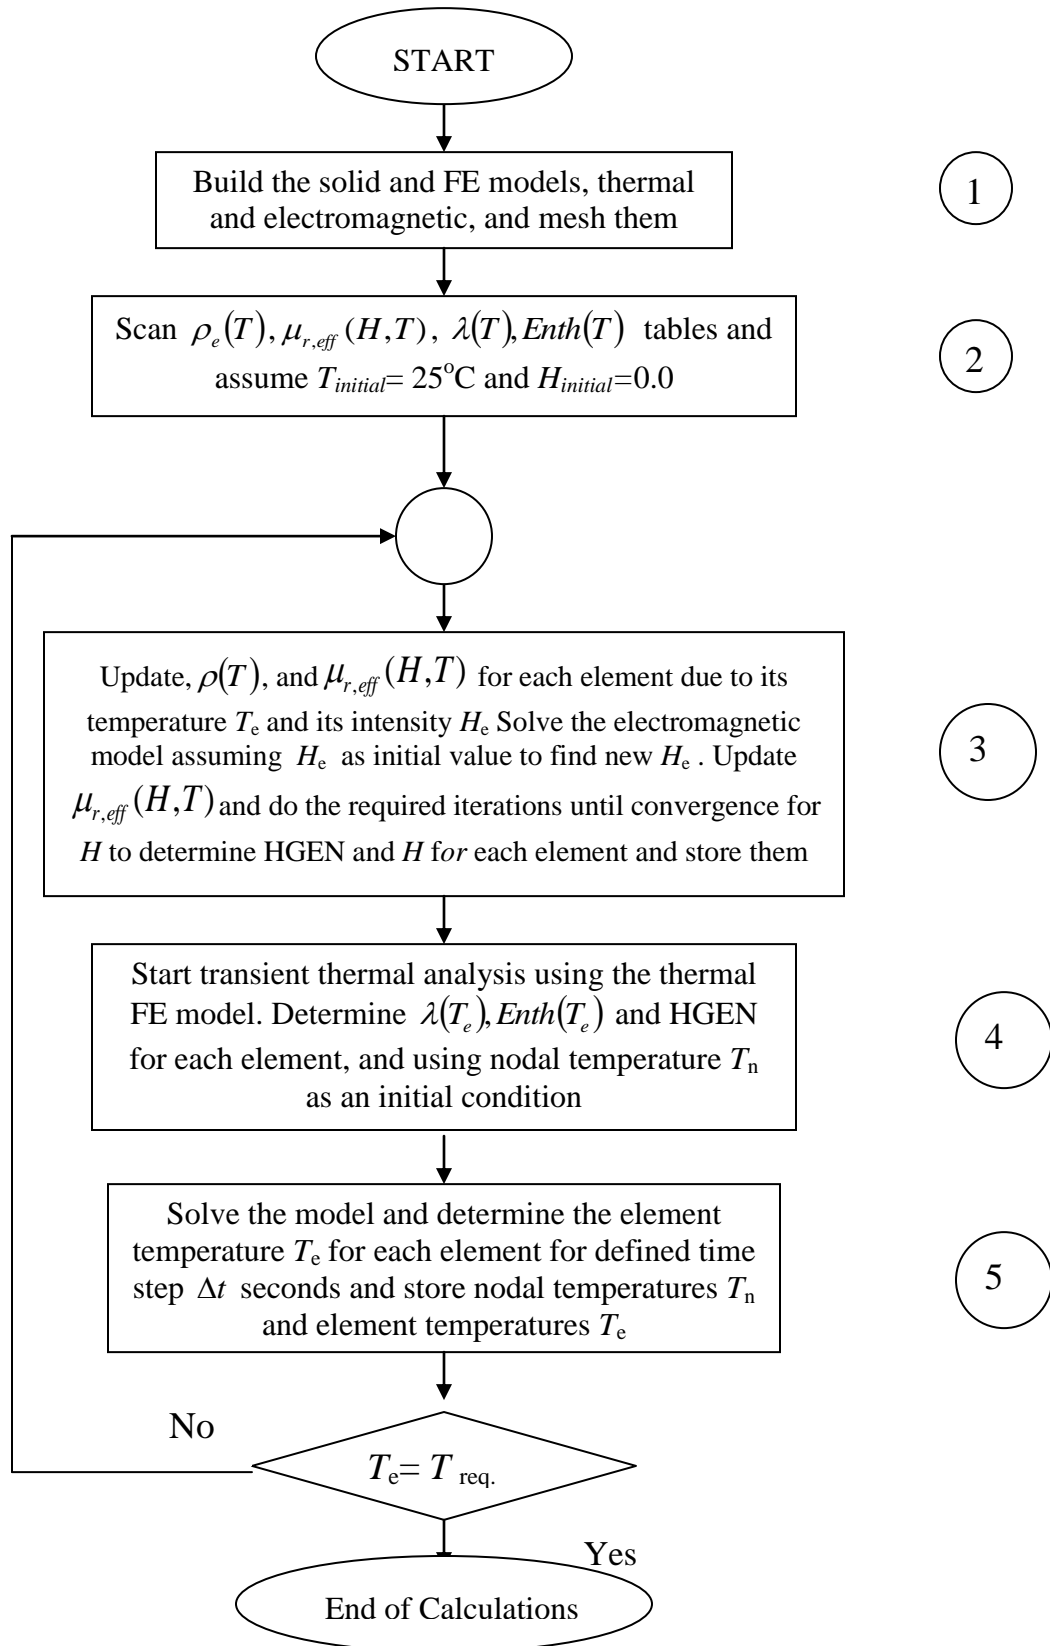 START
Build the solid and FE models, thermal
and electromagnetic, and mesh them
1
Scan ρe(T), μr,eff(H,T), λ(T), Enth(T) tables and
assume Tinitial= 25°C and Hinitial=0.0
2
Update, ρ(T), and μr,eff(H,T) for each element due to its
temperature Te and its intensity He Solve the electromagnetic
model assuming He as initial value to find new He . Update
μr,eff(H,T) and do the required iterations until convergence for
H to determine HGEN and H for each element and store them
3
Start transient thermal analysis using the thermal
FE model. Determine λ(Te), Enth(Te) and HGEN
for each element, and using nodal temperature Tn
as an initial condition
4
Solve the model and determine the element
temperature Te for each element for defined time
step Δt seconds and store nodal temperatures Tn
and element temperatures Te
5
No
Te= T req.
Yes
End of Calculations